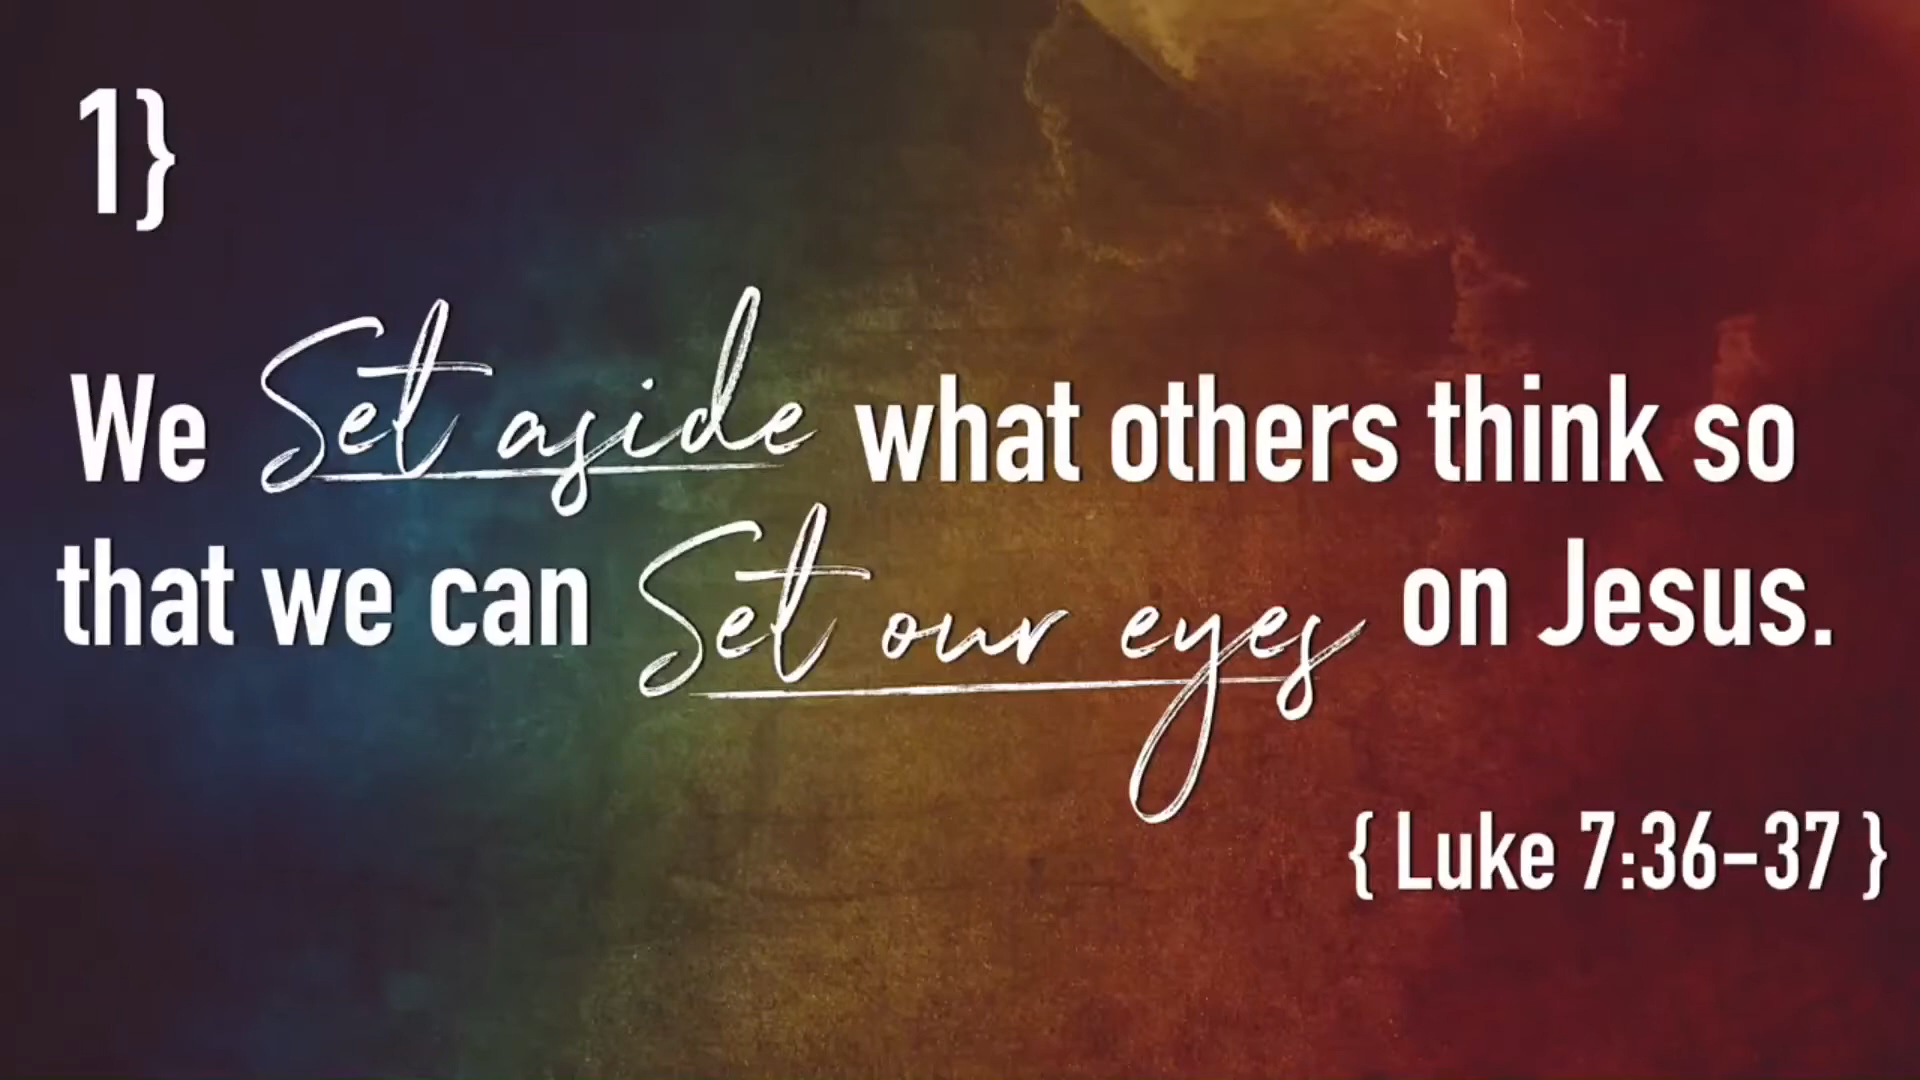 1}
We Set aside what others think so
that we can Set our eyes on Jesus.
{ Luke 7:36–37 }